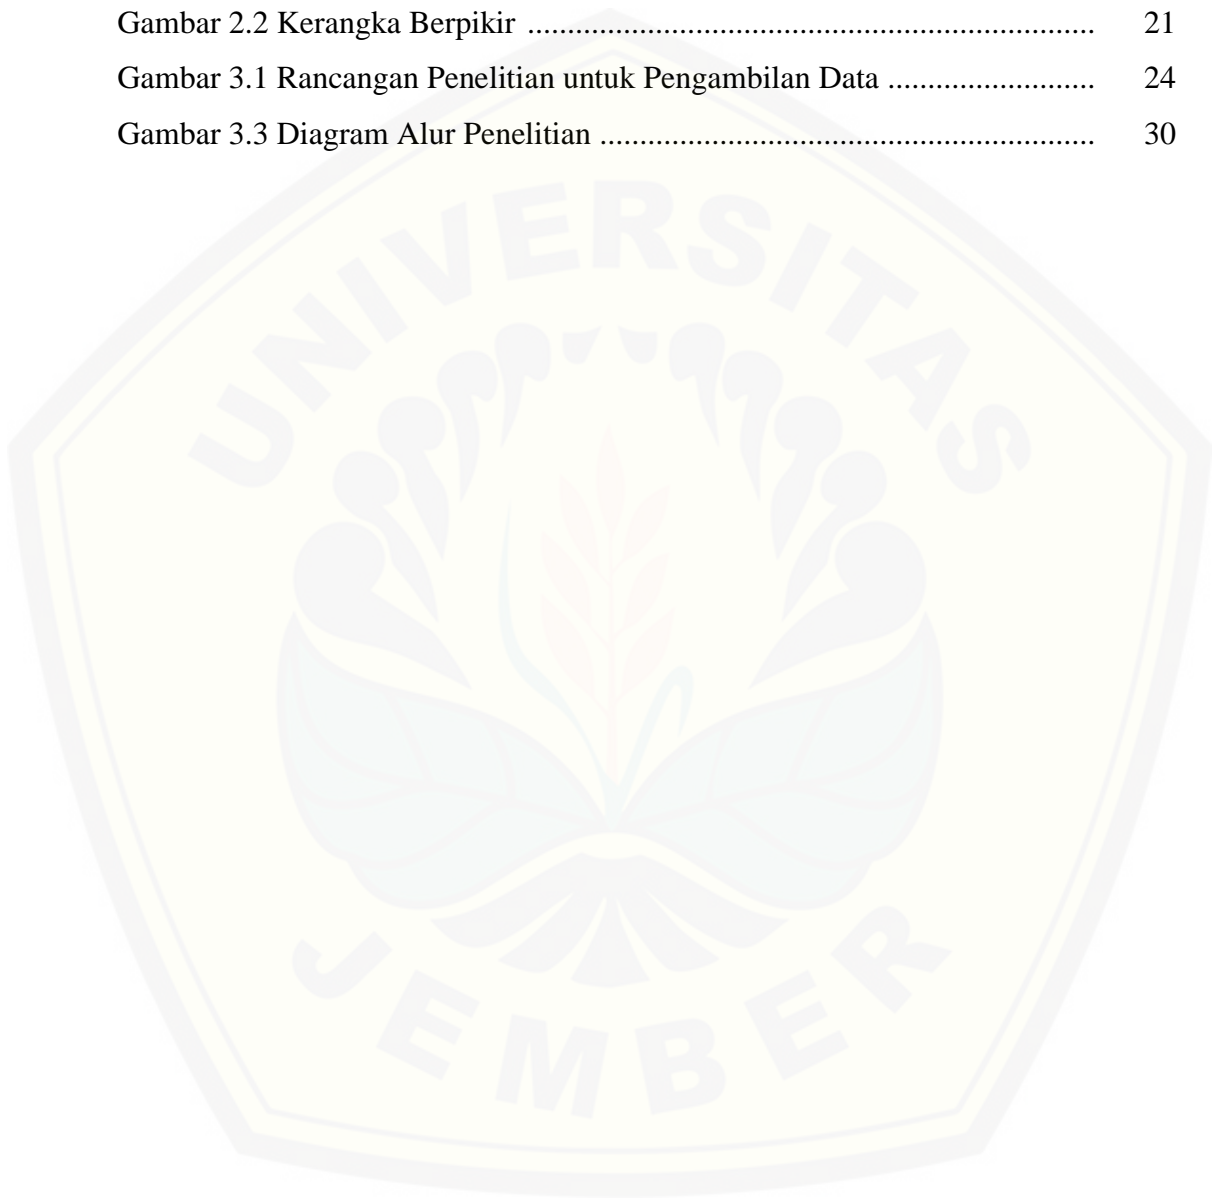 Gambar 2.2 Kerangka Berpikir ....................................................................... 21
Gambar 3.1 Rancangan Penelitian untuk Pengambilan Data .......................... 24
Gambar 3.3 Diagram Alur Penelitian .............................................................. 30
UNIVERSITAS
JEMBER